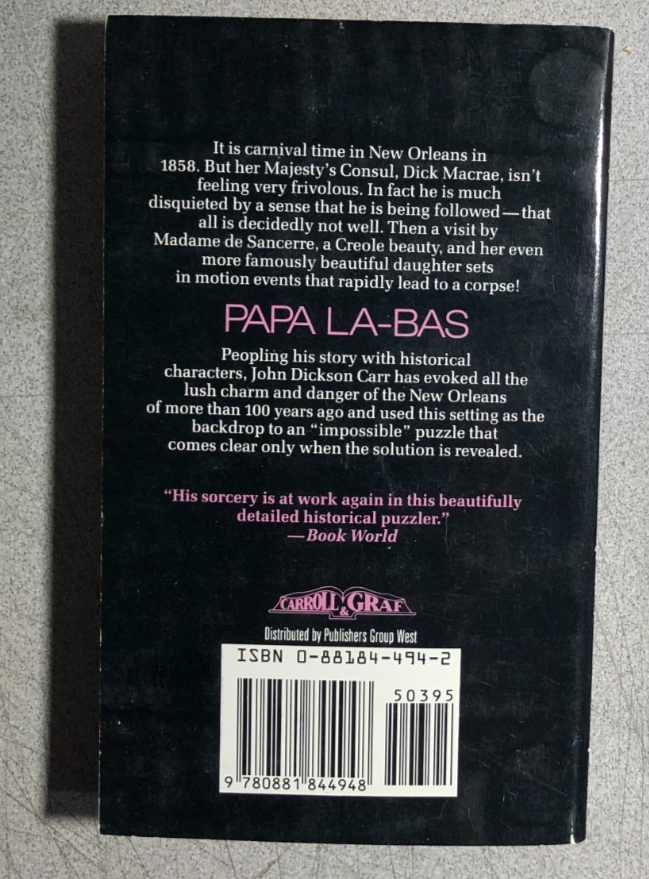 It is carnival time in New Orleans in
1858. But her Majesty's Consul, Dick Macrae, isn't
feeling very frivolous. In fact he is much
disquieted by a sense that he is being followed—that
all is decidedly not well. Then a visit by
Madame de Sancerre, a Creole beauty, and her even
more famously beautiful daughter sets
in motion events that rapidly lead to a corpse!
PAPA LA-BAS
Peopling his story with historical
characters, John Dickson Carr has evoked all the
lush charm and danger of the New Orleans
of more than 100 years ago and used this setting as the
backdrop to an “impossible” puzzle that
comes clear only when the solution is revealed.
“His sorcery is at work again in this beautifully
detailed historical puzzler.”
—Book World
CARROLL & GRAF
Distributed by Publishers Group West
ISBN 0-88184-494-2
50395
9 780881 844948